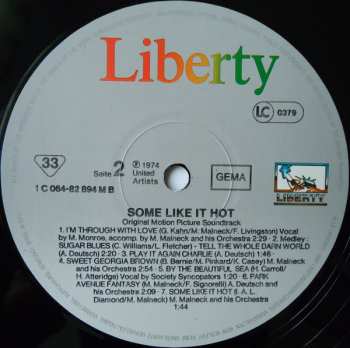 Liberty
33
LC 0379
Seite 2
℗ 1974
United
Artists
GEMA
1 C 064-82 894 M B
LIBERTY
SOME LIKE IT HOT
Original Motion Picture Soundtrack
1. I'M THROUGH WITH LOVE (G. Kahn/M. Malneck/F. Livingston) Vocal
by M. Monroe, accomp. by M. Malneck and his Orchestra 2:29 · 2. Medley:
SUGAR BLUES (C. Williams/L. Fletcher) - TELL THE WHOLE DARN WORLD
(A. Deutsch) 2:20 · 3. PLAY IT AGAIN CHARLIE (A. Deutsch) 1:46 ·
4. SWEET GEORGIA BROWN (B. Bernie/M. Pinkard/K. Casey) M. Malneck
and his orchestra 2:54 · 5. BY THE BEAUTIFUL SEA (H. Carroll/
H. Atteridge) Vocal by Society Syncopators 1:20 · 6. PARK
AVENUE FANTASY (M. Malneck/F. Signorelli) A. Deutsch and
his Orchestra 2:09 · 7. SOME LIKE IT HOT (I. A. L.
Diamond/M. Malneck) M. Malneck and his Orchestra
1:44